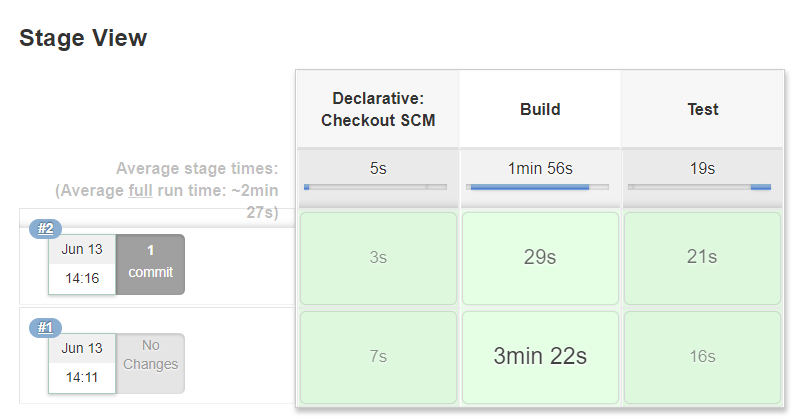 Stage View
Declarative:
Checkout SCM
Build
Test
Average stage times:
(Average full run time: ~2min
27s)
5s
1min 56s
19s
#2
Jun 13
14:16
1
commit
3s
29s
21s
#1
Jun 13
14:11
No
Changes
7s
3min 22s
16s